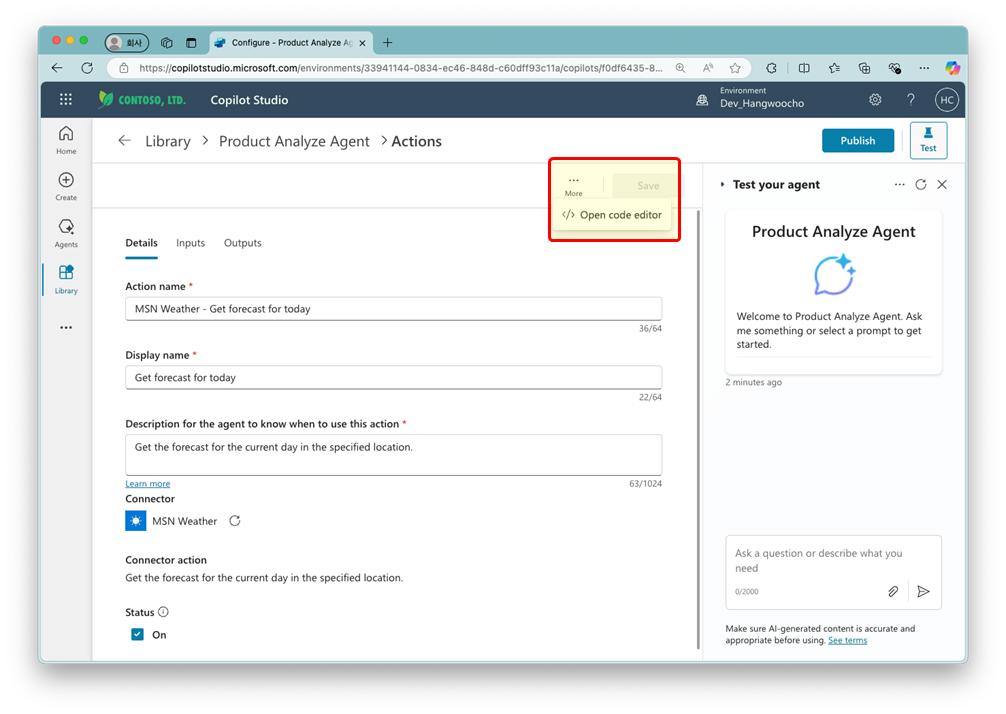 회사
Configure - Product Analyze Ag
https://copilotstudio.microsoft.com/environments/33941144-0834-ec46-848d-c60dff93c11a/copilots/f0df6435-8...
CONTOSO, LTD.
Copilot Studio
Environment
Dev_Hangwoocho
HC
Home
Create
Agents
Library
Library > Product Analyze Agent > Actions
Publish
Test
More
Save
</> Open code editor
Details Inputs Outputs
Action name *
MSN Weather - Get forecast for today
36/64
Display name *
Get forecast for today
22/64
Description for the agent to know when to use this action *
Get the forecast for the current day in the specified location.
Learn more
63/1024
Connector
MSN Weather
Connector action
Get the forecast for the current day in the specified location.
Status
On
Test your agent
Product Analyze Agent
Welcome to Product Analyze Agent. Ask
me something or select a prompt to get
started.
2 minutes ago
Ask a question or describe what you
need
0/2000
Make sure AI-generated content is accurate and
appropriate before using. See terms